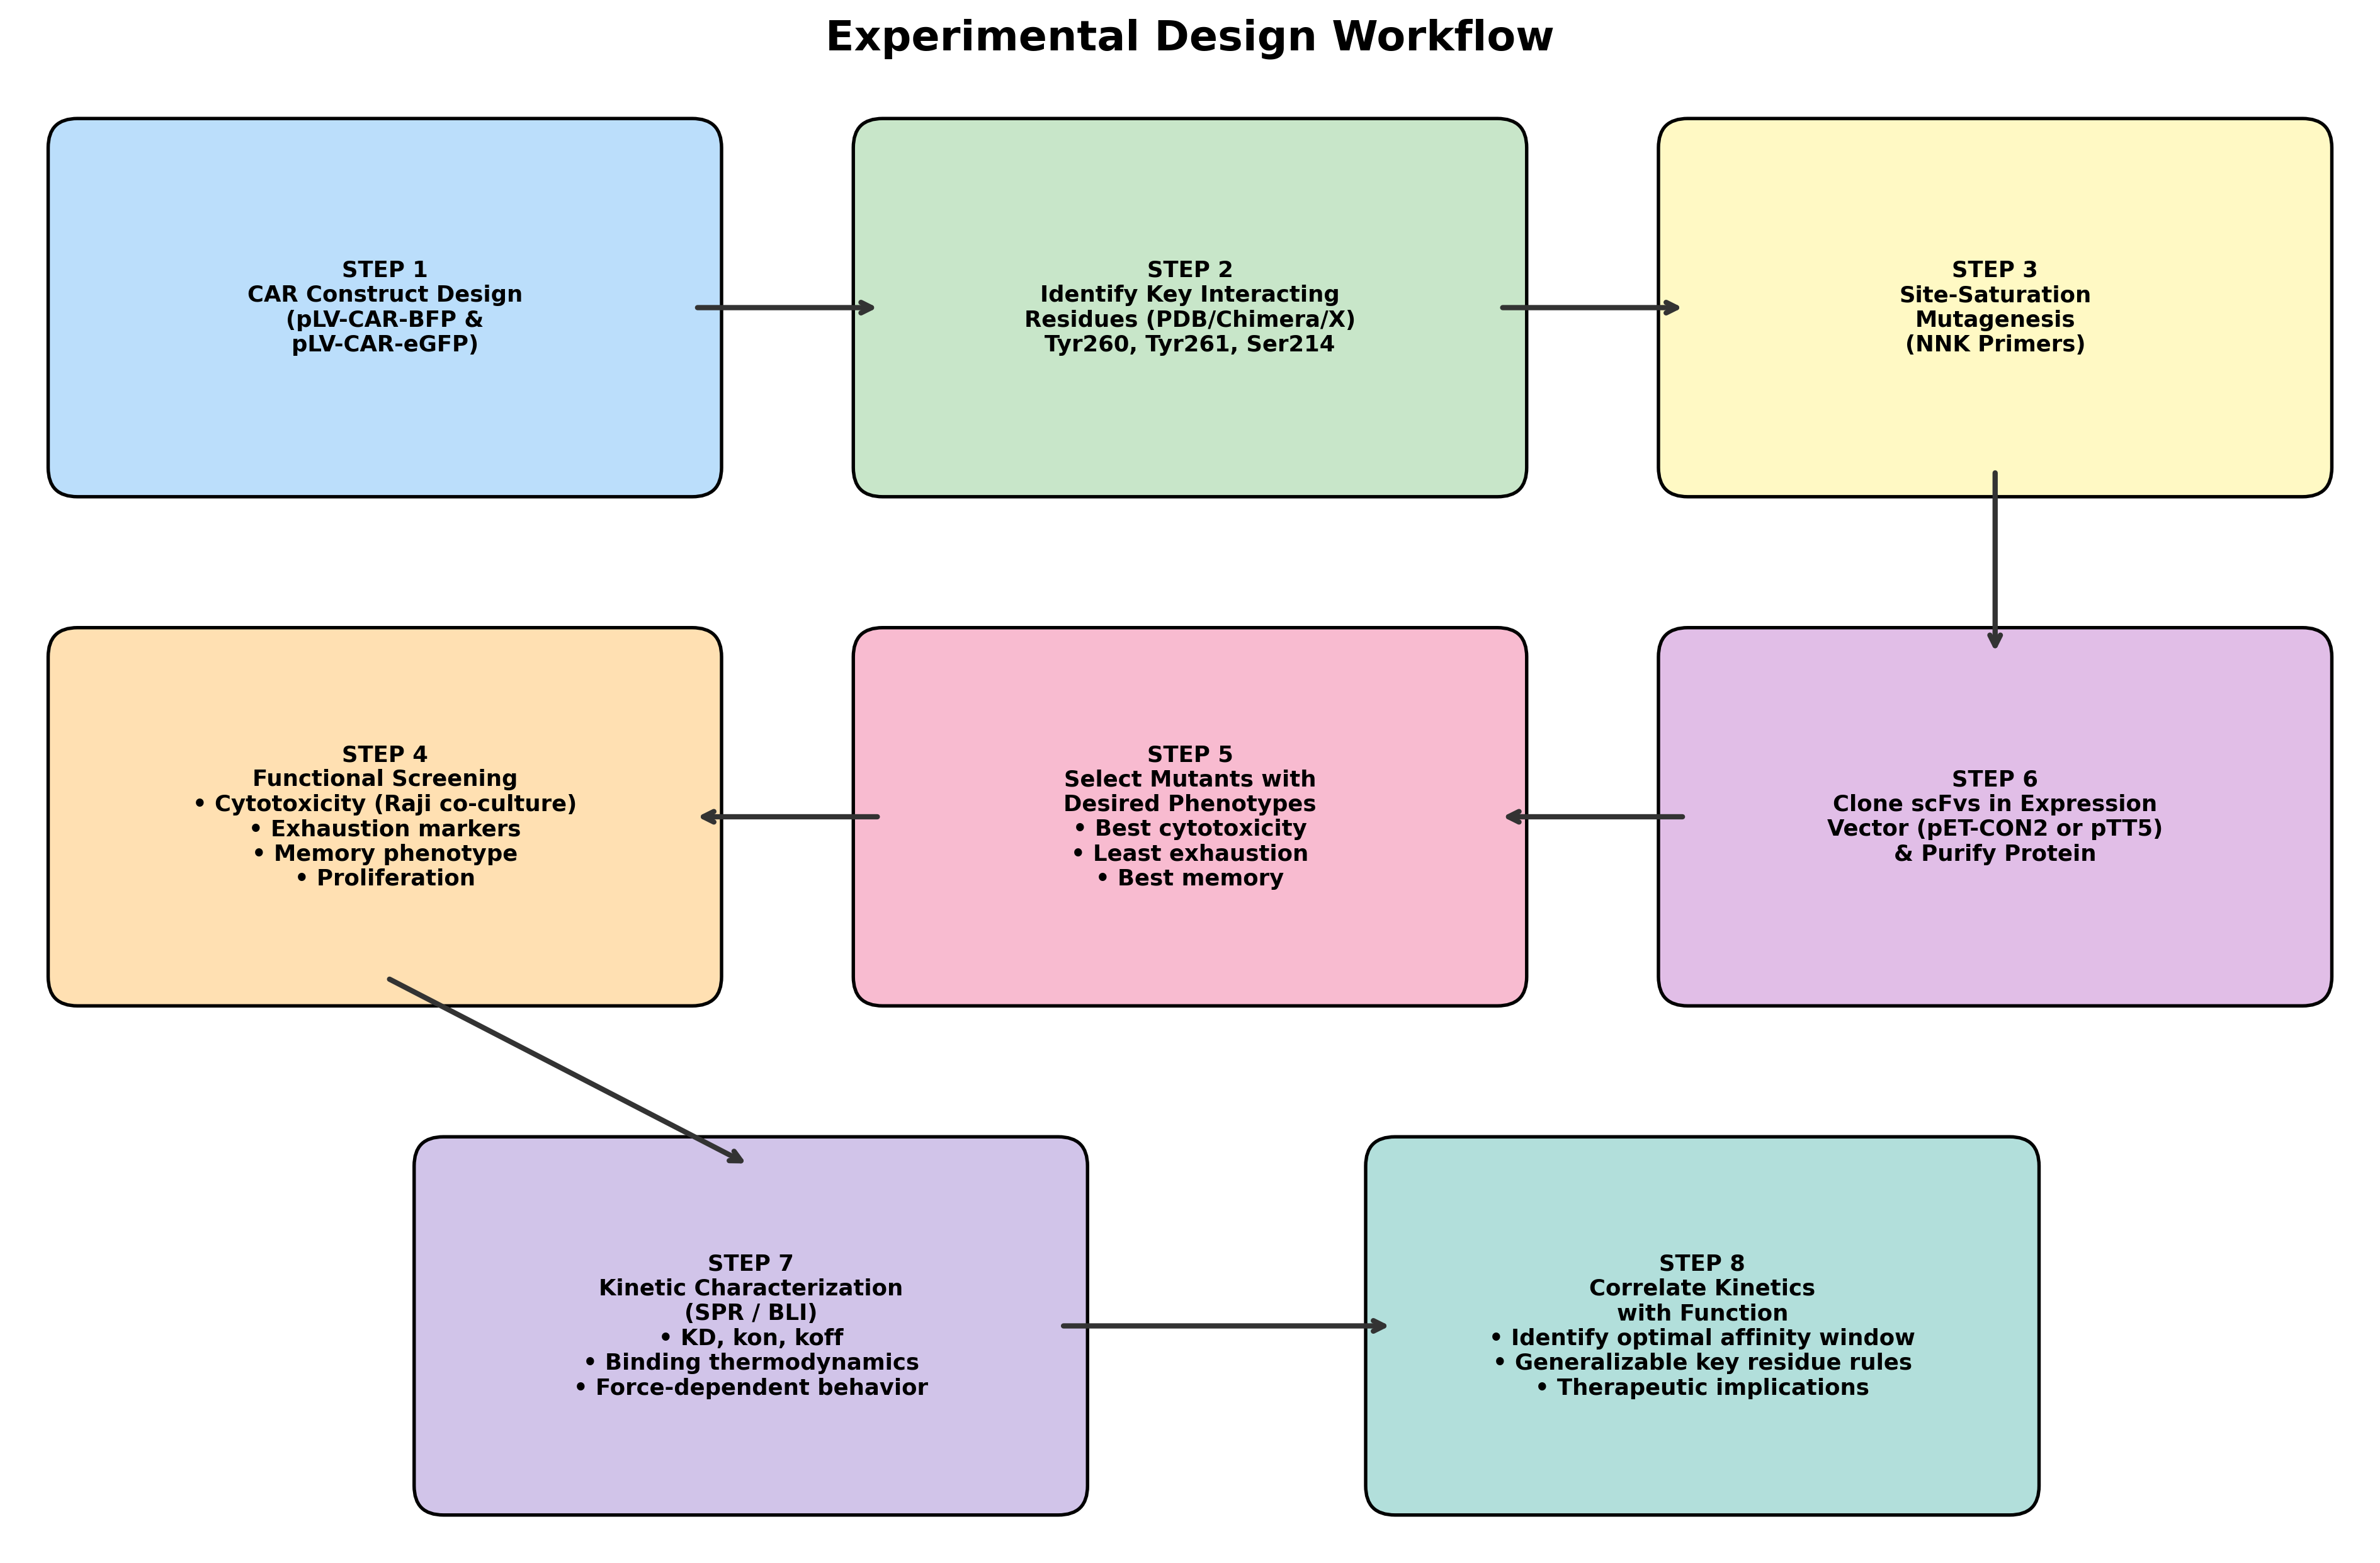 Experimental Design Workflow
STEP 1
CAR Construct Design
(pLV-CAR-BFP &
pLV-CAR-eGFP)
STEP 2
Identify Key Interacting
Residues (PDB/Chimera/X)
Tyr260, Tyr261, Ser214
STEP 3
Site-Saturation
Mutagenesis
(NNK Primers)
STEP 4
Functional Screening
• Cytotoxicity (Raji co-culture)
• Exhaustion markers
• Memory phenotype
• Proliferation
STEP 5
Select Mutants with
Desired Phenotypes
• Best cytotoxicity
• Least exhaustion
• Best memory
STEP 6
Clone scFvs in Expression
Vector (pET-CON2 or pTT5)
& Purify Protein
STEP 7
Kinetic Characterization
(SPR / BLI)
• KD, kon, koff
• Binding thermodynamics
• Force-dependent behavior
STEP 8
Correlate Kinetics
with Function
• Identify optimal affinity window
• Generalizable key residue rules
• Therapeutic implications